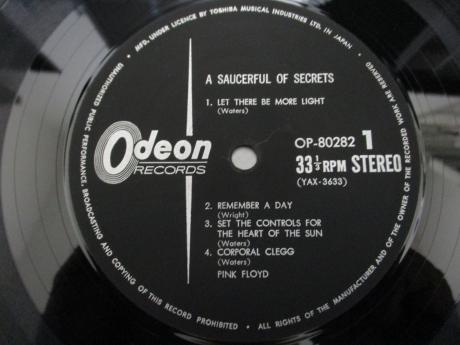 • MFD. UNDER LICENCE BY TOSHIBA MUSICAL INDUSTRIES LTD. IN JAPAN •
A SAUCERFUL OF SECRETS
1. LET THERE BE MORE LIGHT
(Waters)
Odeon
RECORDS
OP-80282 1
33 1/3 RPM STEREO
(YAX-3633)
2. REMEMBER A DAY
(Wright)
3. SET THE CONTROLS FOR
THE HEART OF THE SUN
(Waters)
4. CORPORAL CLEGG
(Waters)
PINK FLOYD
UNAUTHORIZED PUBLIC PERFORMANCE, BROADCASTING AND COPYING OF THIS RECORD PROHIBITED • ALL RIGHTS OF THE MANUFACTURER AND OF THE OWNER OF THE RECORDED WORK ARE RESERVED